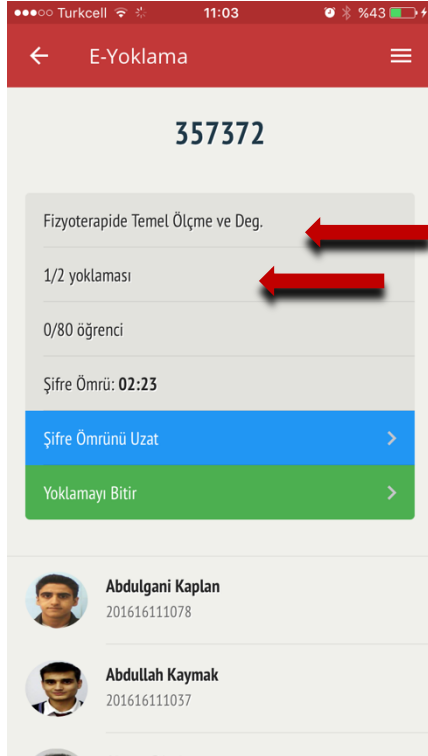 Turkcell 11:03 %43
E-Yoklama
357372
Fizyoterapide Temel Ölçme ve Deg.
1/2 yoklaması
0/80 öğrenci
Şifre Ömrü: 02:23
Şifre Ömrünü Uzat
Yoklamayı Bitir
Abdulgani Kaplan
201616111078
Abdullah Kaymak
201616111037